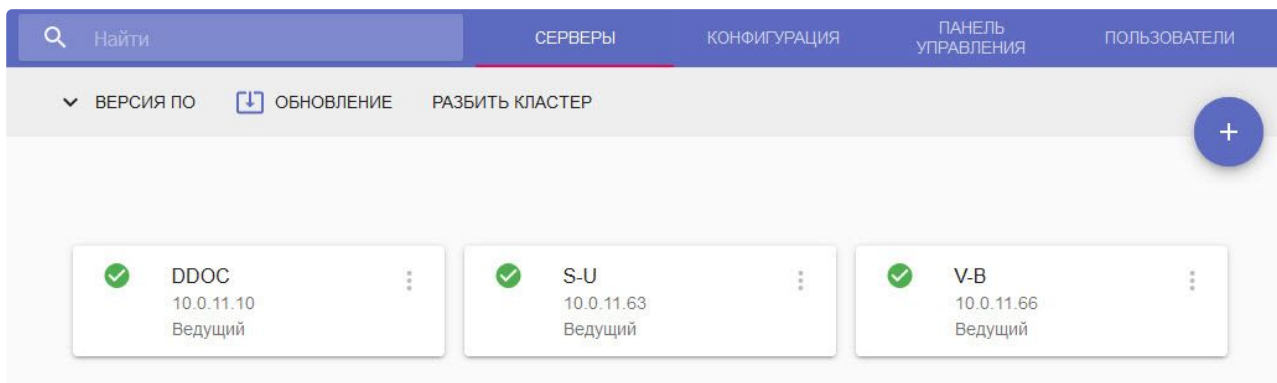 Найти
СЕРВЕРЫ
КОНФИГУРАЦИЯ
ПАНЕЛЬ
УПРАВЛЕНИЯ
ПОЛЬЗОВАТЕЛИ
ВЕРСИЯ ПО
ОБНОВЛЕНИЕ
РАЗБИТЬ КЛАСТЕР
+
DDOC
10.0.11.10
Ведущий
S-U
10.0.11.63
Ведущий
V-B
10.0.11.66
Ведущий